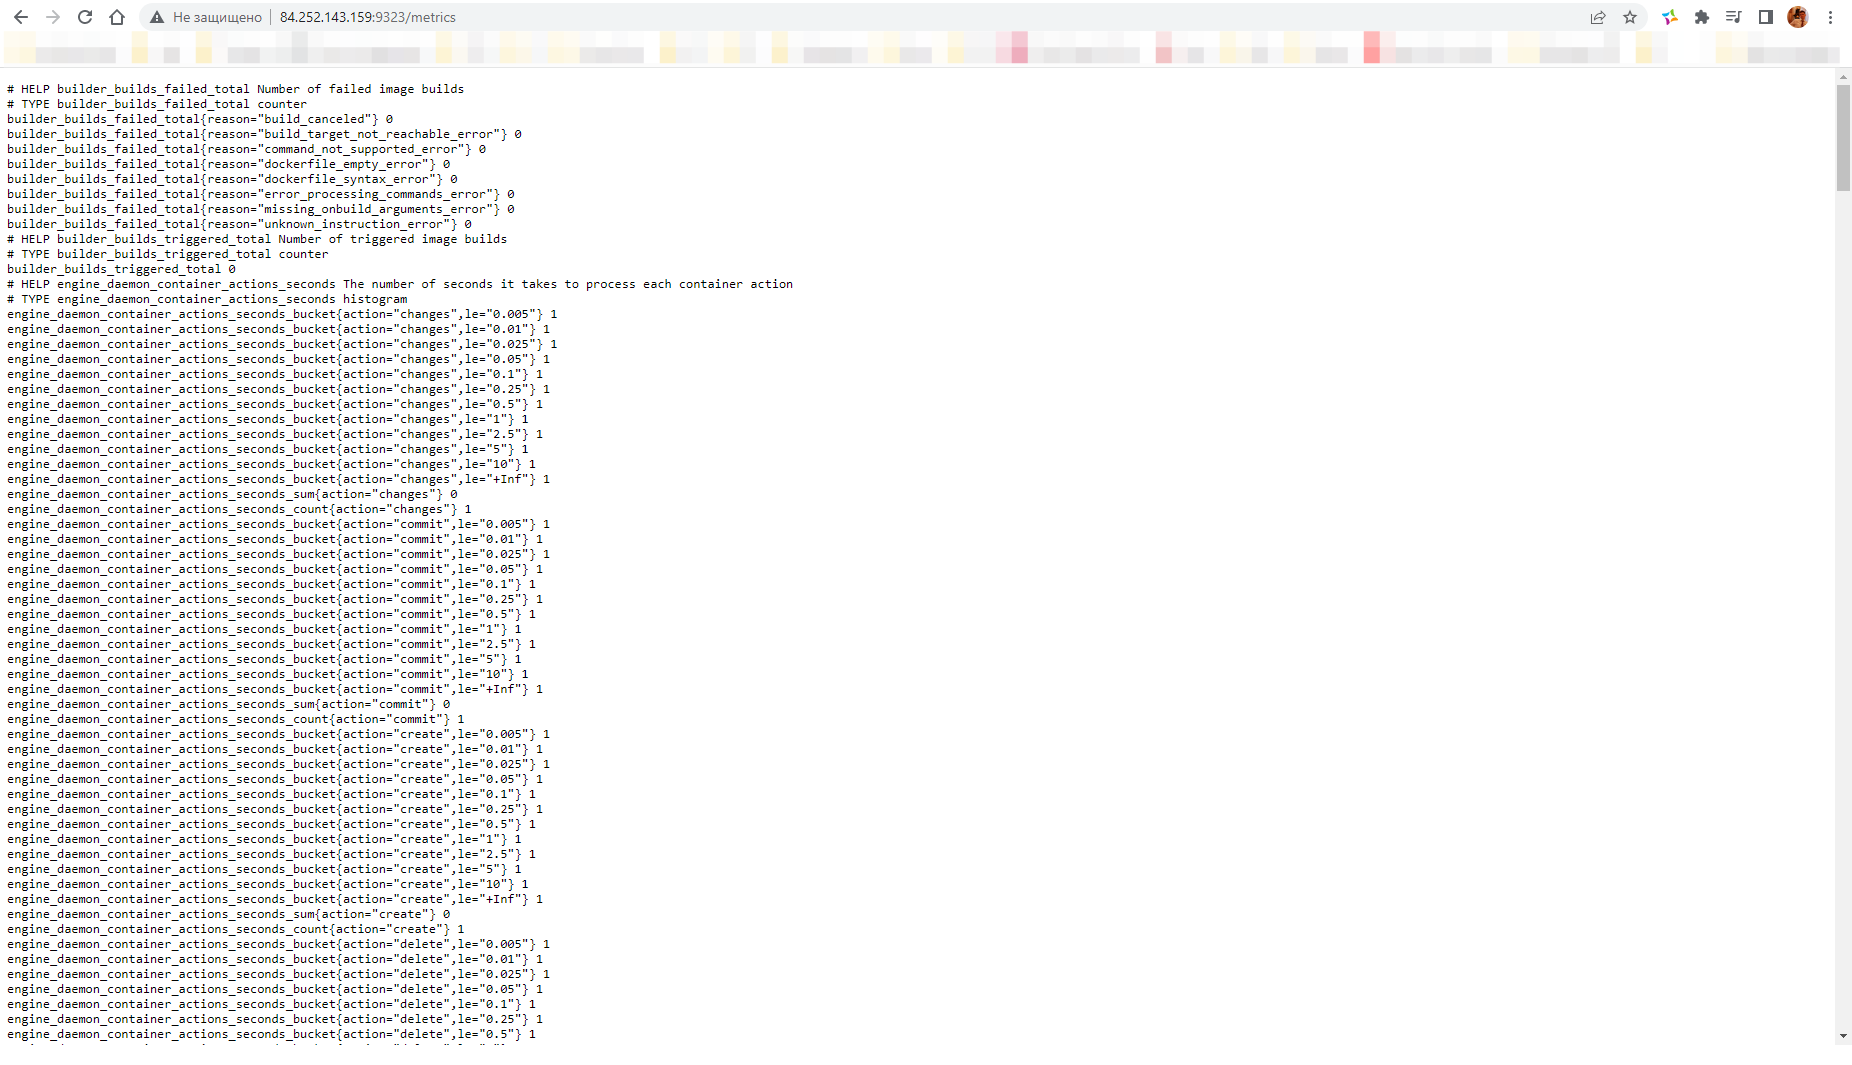 Не защищено | 84.252.143.159:9323/metrics
# HELP builder_builds_failed_total Number of failed image builds
# TYPE builder_builds_failed_total counter
builder_builds_failed_total{reason="build_canceled"} 0
builder_builds_failed_total{reason="build_target_not_reachable_error"} 0
builder_builds_failed_total{reason="command_not_supported_error"} 0
builder_builds_failed_total{reason="dockerfile_empty_error"} 0
builder_builds_failed_total{reason="dockerfile_syntax_error"} 0
builder_builds_failed_total{reason="error_processing_commands_error"} 0
builder_builds_failed_total{reason="missing_onbuild_arguments_error"} 0
builder_builds_failed_total{reason="unknown_instruction_error"} 0
# HELP builder_builds_triggered_total Number of triggered image builds
# TYPE builder_builds_triggered_total counter
builder_builds_triggered_total 0
# HELP engine_daemon_container_actions_seconds The number of seconds it takes to process each container action
# TYPE engine_daemon_container_actions_seconds histogram
engine_daemon_container_actions_seconds_bucket{action="changes",le="0.005"} 1
engine_daemon_container_actions_seconds_bucket{action="changes",le="0.01"} 1
engine_daemon_container_actions_seconds_bucket{action="changes",le="0.025"} 1
engine_daemon_container_actions_seconds_bucket{action="changes",le="0.05"} 1
engine_daemon_container_actions_seconds_bucket{action="changes",le="0.1"} 1
engine_daemon_container_actions_seconds_bucket{action="changes",le="0.25"} 1
engine_daemon_container_actions_seconds_bucket{action="changes",le="0.5"} 1
engine_daemon_container_actions_seconds_bucket{action="changes",le="1"} 1
engine_daemon_container_actions_seconds_bucket{action="changes",le="2.5"} 1
engine_daemon_container_actions_seconds_bucket{action="changes",le="5"} 1
engine_daemon_container_actions_seconds_bucket{action="changes",le="10"} 1
engine_daemon_container_actions_seconds_bucket{action="changes",le="+Inf"} 1
engine_daemon_container_actions_seconds_sum{action="changes"} 0
engine_daemon_container_actions_seconds_count{action="changes"} 1
engine_daemon_container_actions_seconds_bucket{action="commit",le="0.005"} 1
engine_daemon_container_actions_seconds_bucket{action="commit",le="0.01"} 1
engine_daemon_container_actions_seconds_bucket{action="commit",le="0.025"} 1
engine_daemon_container_actions_seconds_bucket{action="commit",le="0.05"} 1
engine_daemon_container_actions_seconds_bucket{action="commit",le="0.1"} 1
engine_daemon_container_actions_seconds_bucket{action="commit",le="0.25"} 1
engine_daemon_container_actions_seconds_bucket{action="commit",le="0.5"} 1
engine_daemon_container_actions_seconds_bucket{action="commit",le="1"} 1
engine_daemon_container_actions_seconds_bucket{action="commit",le="2.5"} 1
engine_daemon_container_actions_seconds_bucket{action="commit",le="5"} 1
engine_daemon_container_actions_seconds_bucket{action="commit",le="10"} 1
engine_daemon_container_actions_seconds_bucket{action="commit",le="+Inf"} 1
engine_daemon_container_actions_seconds_sum{action="commit"} 0
engine_daemon_container_actions_seconds_count{action="commit"} 1
engine_daemon_container_actions_seconds_bucket{action="create",le="0.005"} 1
engine_daemon_container_actions_seconds_bucket{action="create",le="0.01"} 1
engine_daemon_container_actions_seconds_bucket{action="create",le="0.025"} 1
engine_daemon_container_actions_seconds_bucket{action="create",le="0.05"} 1
engine_daemon_container_actions_seconds_bucket{action="create",le="0.1"} 1
engine_daemon_container_actions_seconds_bucket{action="create",le="0.25"} 1
engine_daemon_container_actions_seconds_bucket{action="create",le="0.5"} 1
engine_daemon_container_actions_seconds_bucket{action="create",le="1"} 1
engine_daemon_container_actions_seconds_bucket{action="create",le="2.5"} 1
engine_daemon_container_actions_seconds_bucket{action="create",le="5"} 1
engine_daemon_container_actions_seconds_bucket{action="create",le="10"} 1
engine_daemon_container_actions_seconds_bucket{action="create",le="+Inf"} 1
engine_daemon_container_actions_seconds_sum{action="create"} 0
engine_daemon_container_actions_seconds_count{action="create"} 1
engine_daemon_container_actions_seconds_bucket{action="delete",le="0.005"} 1
engine_daemon_container_actions_seconds_bucket{action="delete",le="0.01"} 1
engine_daemon_container_actions_seconds_bucket{action="delete",le="0.025"} 1
engine_daemon_container_actions_seconds_bucket{action="delete",le="0.05"} 1
engine_daemon_container_actions_seconds_bucket{action="delete",le="0.1"} 1
engine_daemon_container_actions_seconds_bucket{action="delete",le="0.25"} 1
engine_daemon_container_actions_seconds_bucket{action="delete",le="0.5"} 1